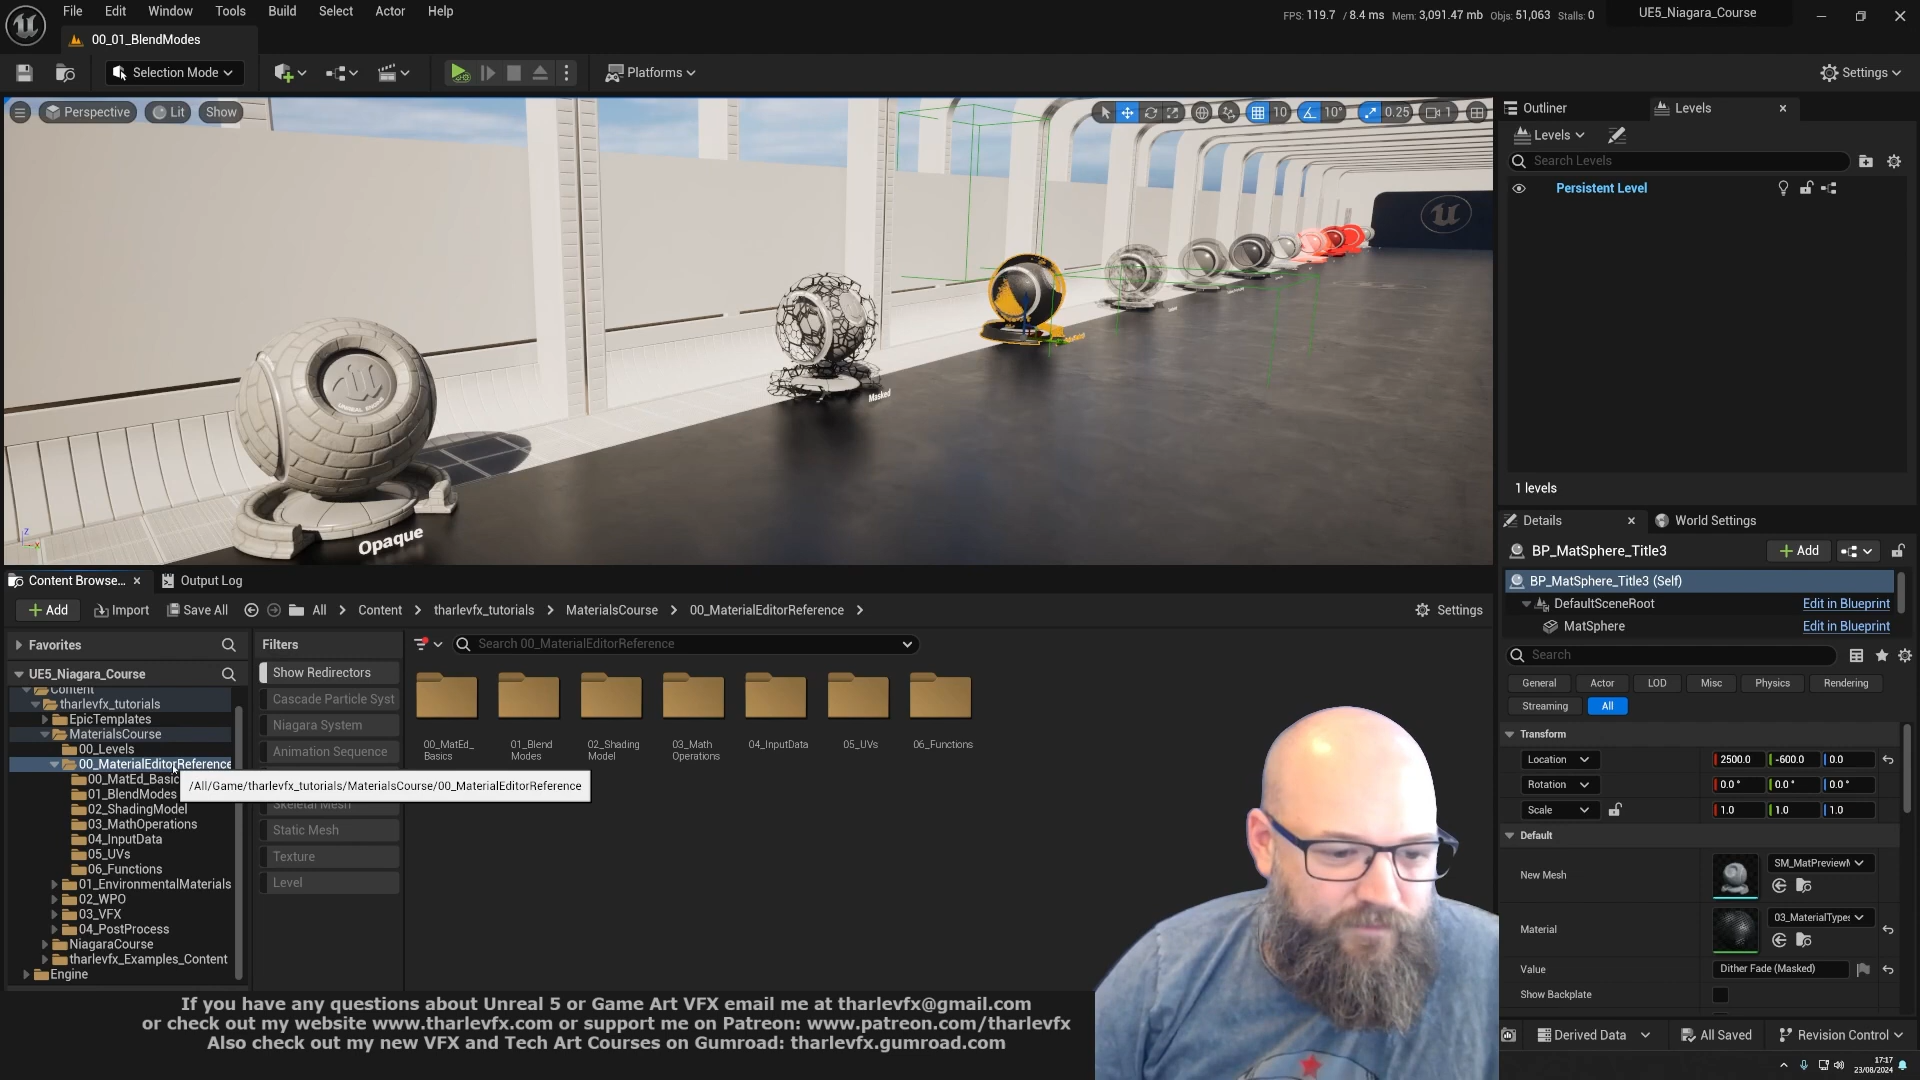 File Edit Window Tools Build Select Actor Help
FPS: 119.7 / 8.4 ms Mem: 3,091.47 mb Objs: 51,063 Stalls: 0
UE5_Niagara_Course
00_01_BlendModes
Selection Mode
Platforms
Settings
Perspective Lit Show
10 10° 0.25 1
Opaque
Masked
UNREAL ENGINE
Outliner Levels
Levels
Search Levels
Persistent Level
1 levels
Details World Settings
BP_MatSphere_Title3
Add
BP_MatSphere_Title3 (Self)
DefaultSceneRoot Edit in Blueprint
MatSphere Edit in Blueprint
Search
General Actor LOD Misc Physics Rendering
Streaming All
Transform
Location 2500.0 -600.0 0.0
Rotation 0.0° 0.0° 0.0°
Scale 1.0 1.0 1.0
Default
New Mesh SM_MatPreviewM
Material 03_MaterialTypes
Value Dither Fade (Masked)
Show Backplate
Derived Data All Saved Revision Control
17:17
23/08/2024
Content Browse... Output Log
Add Import Save All All Content tharlevfx_tutorials MaterialsCourse 00_MaterialEditorReference Settings
Favorites
UE5_Niagara_Course
Content
tharlevfx_tutorials
EpicTemplates
MaterialsCourse
00_Levels
00_MaterialEditorReference
00_MatEd_Basic
01_BlendModes
02_ShadingModel
03_MathOperations
04_InputData
05_UVs
06_Functions
01_EnvironmentalMaterials
02_WPO
03_VFX
04_PostProcess
NiagaraCourse
tharlevfx_Examples_Content
Engine
/All/Game/tharlevfx_tutorials/MaterialsCourse/00_MaterialEditorReference
Filters
Show Redirectors
Cascade Particle Syst
Niagara System
Animation Sequence
Skeletal Mesh
Static Mesh
Texture
Level
Search 00_MaterialEditorReference
00_MatEd_
Basics
01_Blend
Modes
02_Shading
Model
03_Math
Operations
04_InputData
05_UVs
06_Functions
If you have any questions about Unreal 5 or Game Art VFX email me at tharlevfx@gmail.com
or check out my website www.tharlevfx.com or support me on Patreon: www.patreon.com/tharlevfx
Also check out my new VFX and Tech Art Courses on Gumroad: tharlevfx.gumroad.com